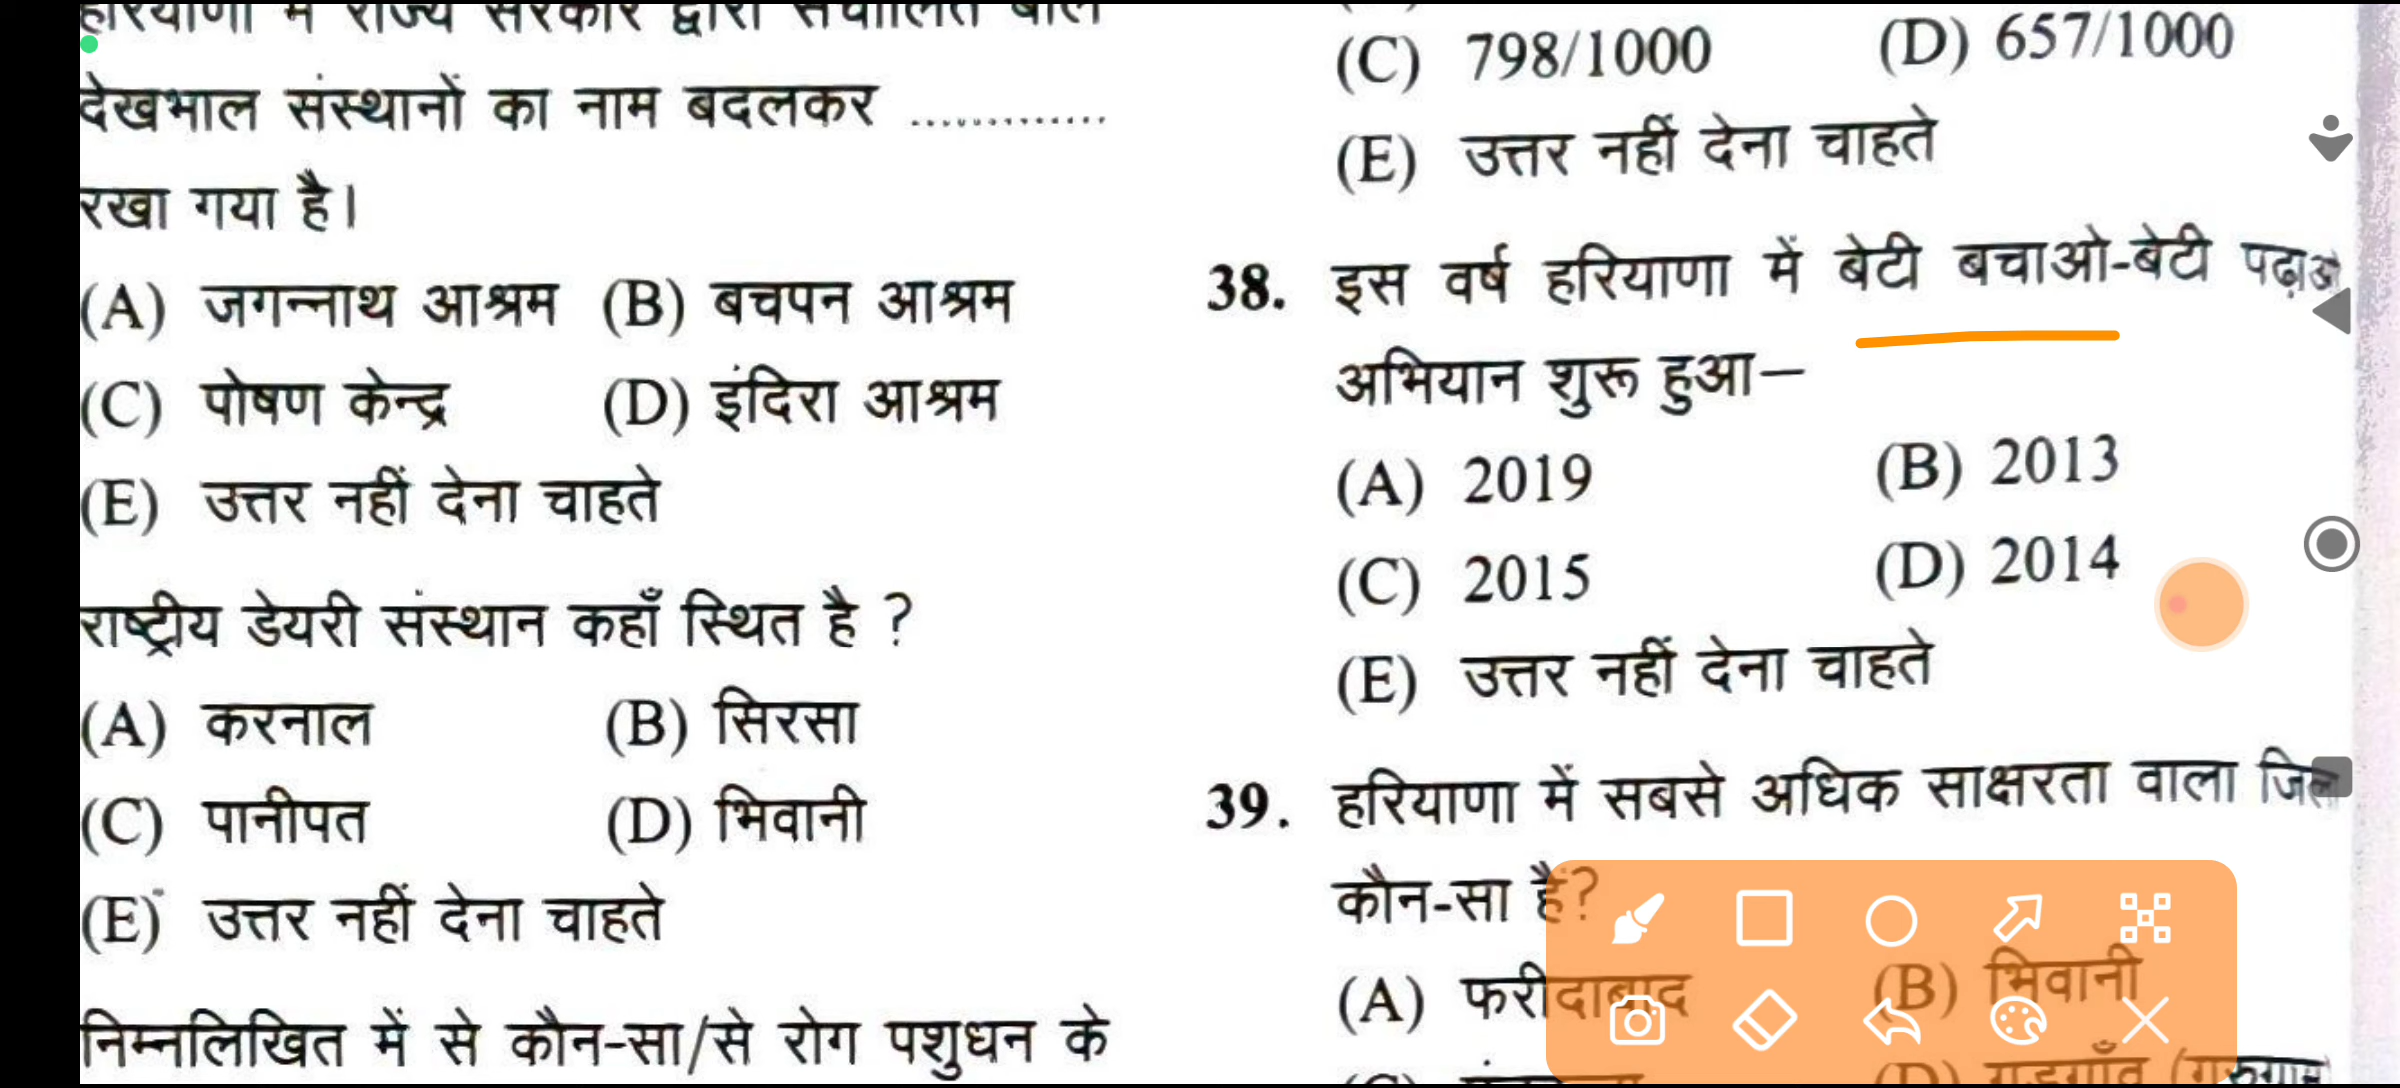 हरियाणा में राज्य सरकार द्वारा संचालित बाल
देखभाल संस्थानों का नाम बदलकर .............
रखा गया है।
(A) जगन्नाथ आश्रम (B) बचपन आश्रम
(C) पोषण केन्द्र (D) इंदिरा आश्रम
(E) उत्तर नहीं देना चाहते
राष्ट्रीय डेयरी संस्थान कहाँ स्थित है ?
(A) करनाल (B) सिरसा
(C) पानीपत (D) भिवानी
(E) उत्तर नहीं देना चाहते
निम्नलिखित में से कौन-सा/से रोग पशुधन के
(C) 798/1000 (D) 657/1000
(E) उत्तर नहीं देना चाहते
38. इस वर्ष हरियाणा में बेटी बचाओ-बेटी पढ़ाओ
अभियान शुरू हुआ–
(A) 2019 (B) 2013
(C) 2015 (D) 2014
(E) उत्तर नहीं देना चाहते
39. हरियाणा में सबसे अधिक साक्षरता वाला
कौन-सा है?
(A) फरीदाबाद (B) भिवानी
(D) गुड़गाँव